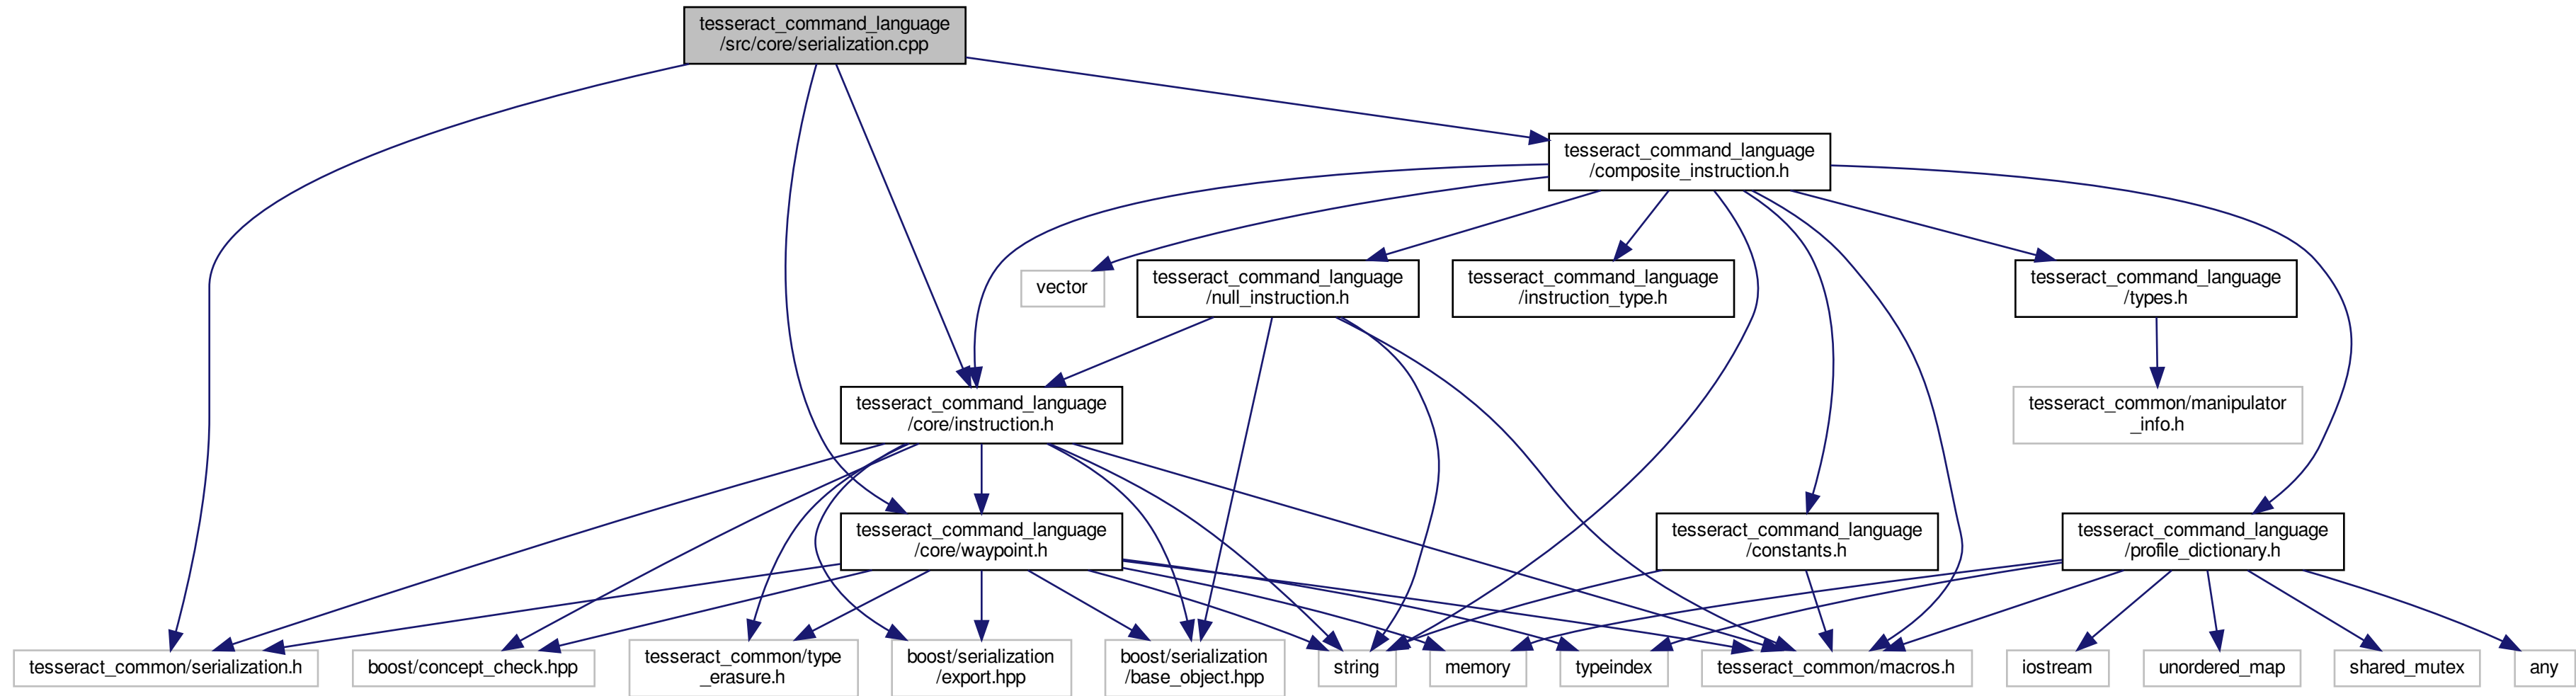 tesseract_command_language
/src/core/serialization.cpp
tesseract_command_language
/composite_instruction.h
vector
tesseract_command_language
/null_instruction.h
tesseract_command_language
/instruction_type.h
tesseract_command_language
/types.h
tesseract_command_language
/core/instruction.h
tesseract_common/manipulator
_info.h
tesseract_command_language
/core/waypoint.h
tesseract_command_language
/constants.h
tesseract_command_language
/profile_dictionary.h
tesseract_common/serialization.h
boost/concept_check.hpp
tesseract_common/type
_erasure.h
boost/serialization
/export.hpp
boost/serialization
/base_object.hpp
string
memory
typeindex
tesseract_common/macros.h
iostream
unordered_map
shared_mutex
any